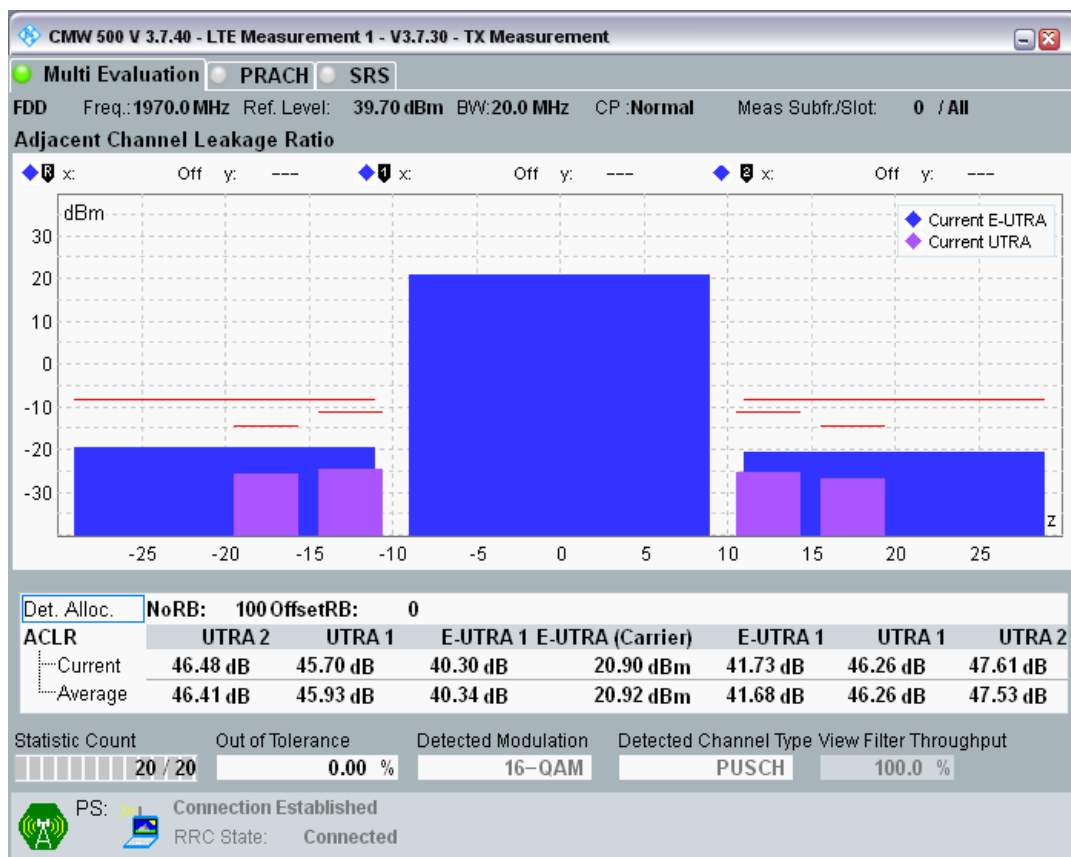 CMW 500 V 3.7.40 - LTE Measurement 1 - V3.7.30 - TX Measurement
Multi Evaluation PRACH SRS
FDD Freq.:1970.0 MHz Ref. Level: 39.70 dBm BW:20.0 MHz CP :Normal Meas Subfr./Slot: 0 / All
Adjacent Channel Leakage Ratio
R x: Off y: --- 1 x: Off y: --- 2 x: Off y: ---
dBm
Current E-UTRA
Current UTRA
30
20
10
0
-10
-20
-30
z
-25 -20 -15 -10 -5 0 5 10 15 20 25
Det. Alloc. NoRB: 100 OffsetRB: 0
ACLR UTRA 2 UTRA 1 E-UTRA 1 E-UTRA (Carrier) E-UTRA 1 UTRA 1 UTRA 2
Current 46.48 dB 45.70 dB 40.30 dB 20.90 dBm 41.73 dB 46.26 dB 47.61 dB
Average 46.41 dB 45.93 dB 40.34 dB 20.92 dBm 41.68 dB 46.26 dB 47.53 dB
Statistic Count Out of Tolerance Detected Modulation Detected Channel Type View Filter Throughput
20 / 20 0.00 % 16-QAM PUSCH 100.0 %
PS: Connection Established
RRC State: Connected